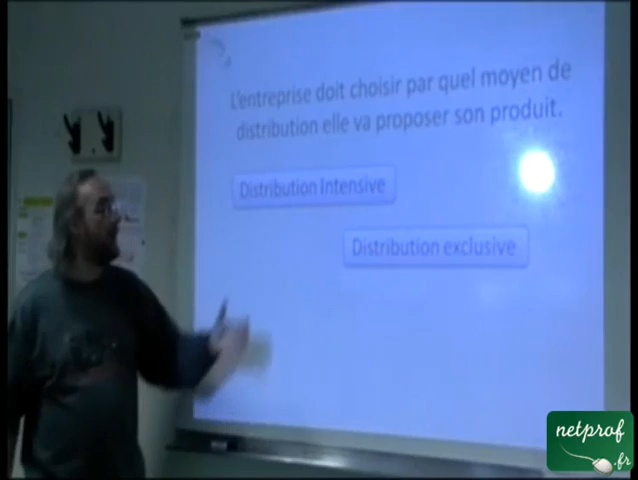 L'entreprise doit choisir par quel moyen de
distribution elle va proposer son produit.
Distribution Intensive
Distribution exclusive
netprof
.fr